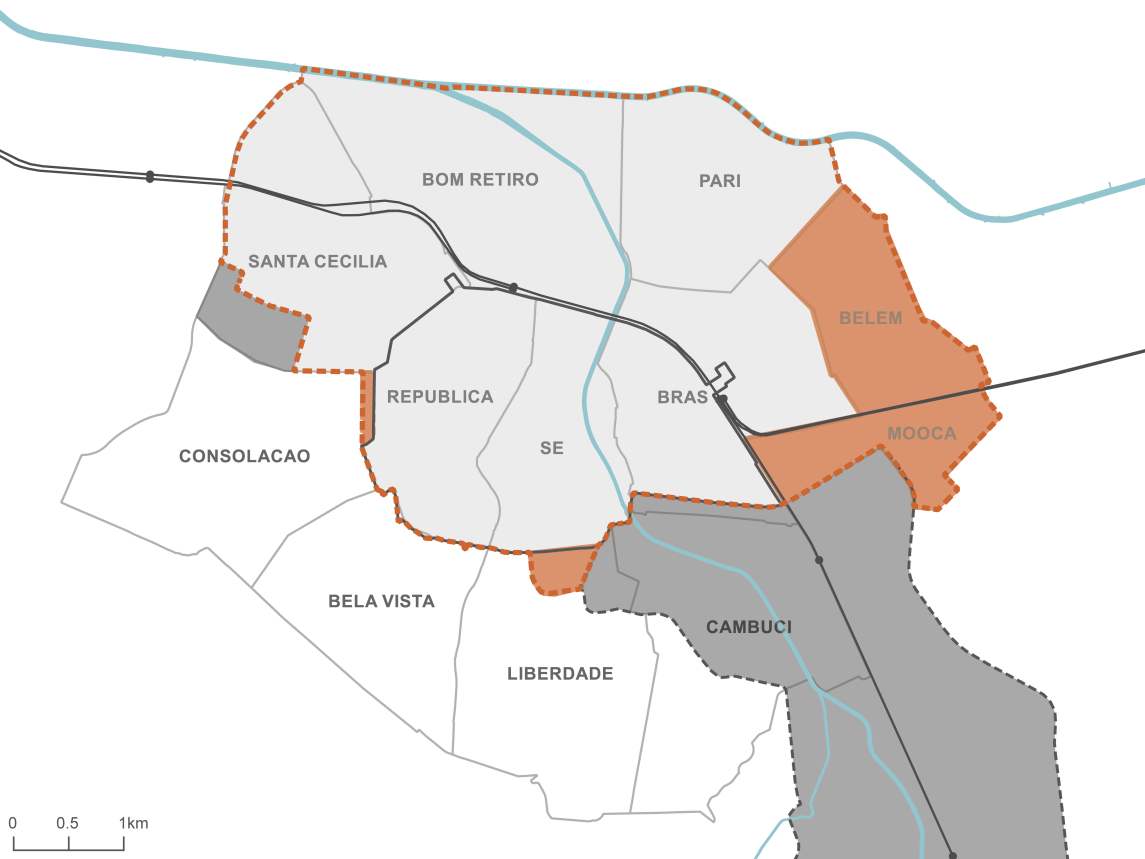 BOM RETIRO
PARI
SANTA CECILIA
BELEM
REPUBLICA
BRAS
MOOCA
SE
CONSOLACAO
BELA VISTA
CAMBUCI
LIBERDADE
0 0.5 1km